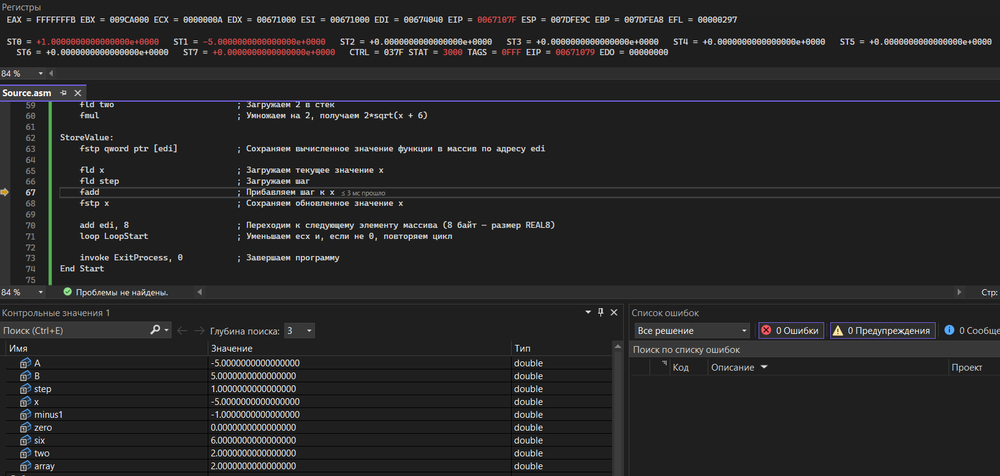 Регистры
EAX = FFFFFFFB EBX = 009CA000 ECX = 0000000A EDX = 00671000 ESI = 00671000 EDI = 00674040 EIP = 0067107F ESP = 007DFE9C EBP = 007DFEA8 EFL = 00000297
ST0 = +1.0000000000000000e+0000 ST1 = -5.0000000000000000e+0000 ST2 = +0.0000000000000000e+0000 ST3 = +0.0000000000000000e+0000 ST4 = +0.0000000000000000e+0000 ST5 = +0.0000000000000000e+0000
ST6 = +0.0000000000000000e+0000 ST7 = +0.0000000000000000e+0000 CTRL = 037F STAT = 3000 TAGS = 0FFF EIP = 00671079 EDO = 00000000
84 %
Source.asm
59 fld two ; Загружаем 2 в стек
60 fmul ; Умножаем на 2, получаем 2*sqrt(x + 6)
61
62 StoreValue:
63 fstp qword ptr [edi] ; Сохраняем вычисленное значение функции в массив по адресу edi
64
65 fld x ; Загружаем текущее значение x
66 fld step ; Загружаем шаг
67 fadd ; Прибавляем шаг к x ≤ 3 мс прошло
68 fstp x ; Сохраняем обновленное значение x
69
70 add edi, 8 ; Переходим к следующему элементу массива (8 байт – размер REAL8)
71 loop LoopStart ; Уменьшаем ecx и, если не 0, повторяем цикл
72
73 invoke ExitProcess, 0 ; Завершаем программу
74 End Start
75
84 % Проблемы не найдены. Стр:
Контрольные значения 1
Поиск (Ctrl+E) Глубина поиска: 3
Имя Значение Тип
A -5.0000000000000000 double
B 5.0000000000000000 double
step 1.0000000000000000 double
x -5.0000000000000000 double
minus1 -1.0000000000000000 double
zero 0.0000000000000000 double
six 6.0000000000000000 double
two 2.0000000000000000 double
array 2.0000000000000000 double
Список ошибок
Все решение 0 Ошибки 0 Предупреждения 0 Сообще
Поиск по списку ошибок
Код Описание Проект